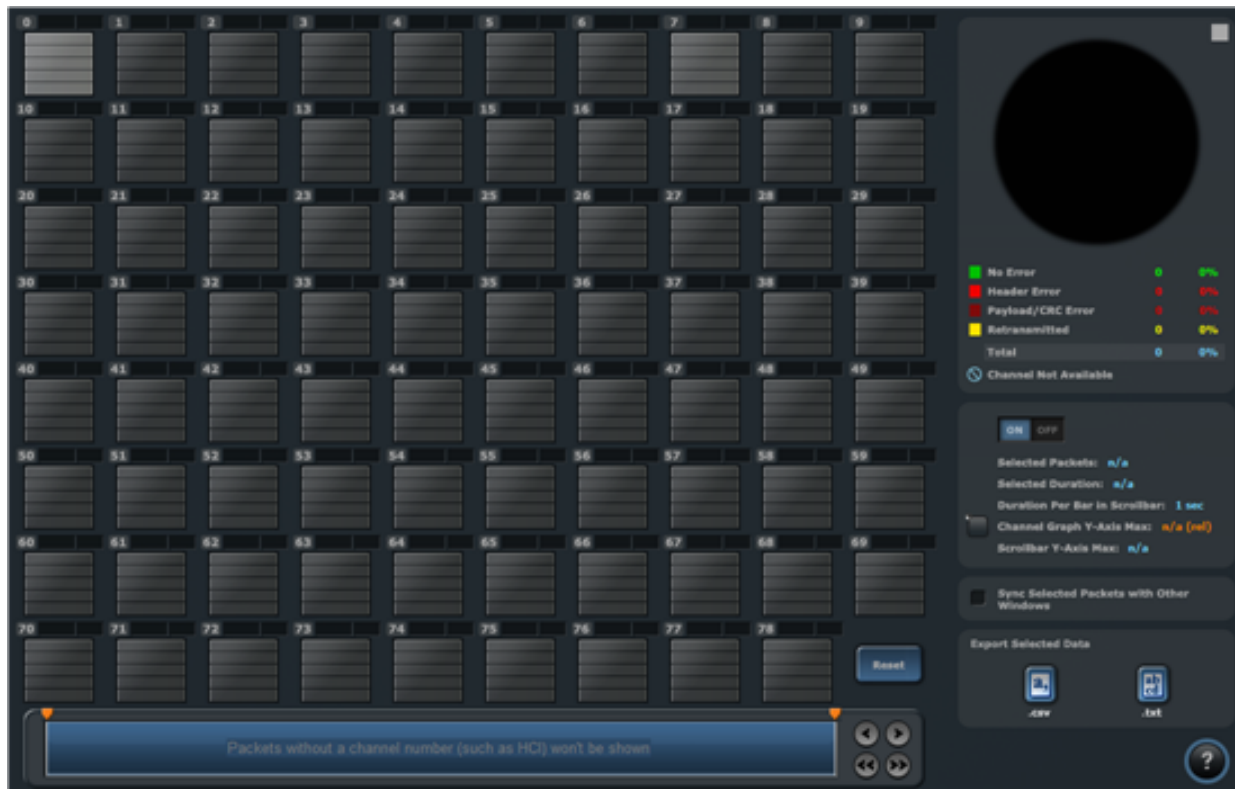 0 1 2 3 4 5 6 7 8 9
10 11 12 13 14 15 16 17 18 19
20 21 22 23 24 25 26 27 28 29
30 31 32 33 34 35 36 37 38 39
40 41 42 43 44 45 46 47 48 49
50 51 52 53 54 55 56 57 58 59
60 61 62 63 64 65 66 67 68 69
70 71 72 73 74 75 76 77 78
Reset
Packets without a channel number (such as HCI) won't be shown
No Error 0 0%
Header Error 0 0%
Payload/CRC Error 0 0%
Retransmitted 0 0%
Total 0 0%
Channel Not Available
ON OFF
Selected Packets: n/a
Selected Duration: n/a
Duration Per Bar in Scrollbar: 1 sec
Channel Graph Y-Axis Max: n/a (rel)
Scrollbar Y-Axis Max: n/a
Sync Selected Packets with Other
Windows
Export Selected Data
.csv .txt
?